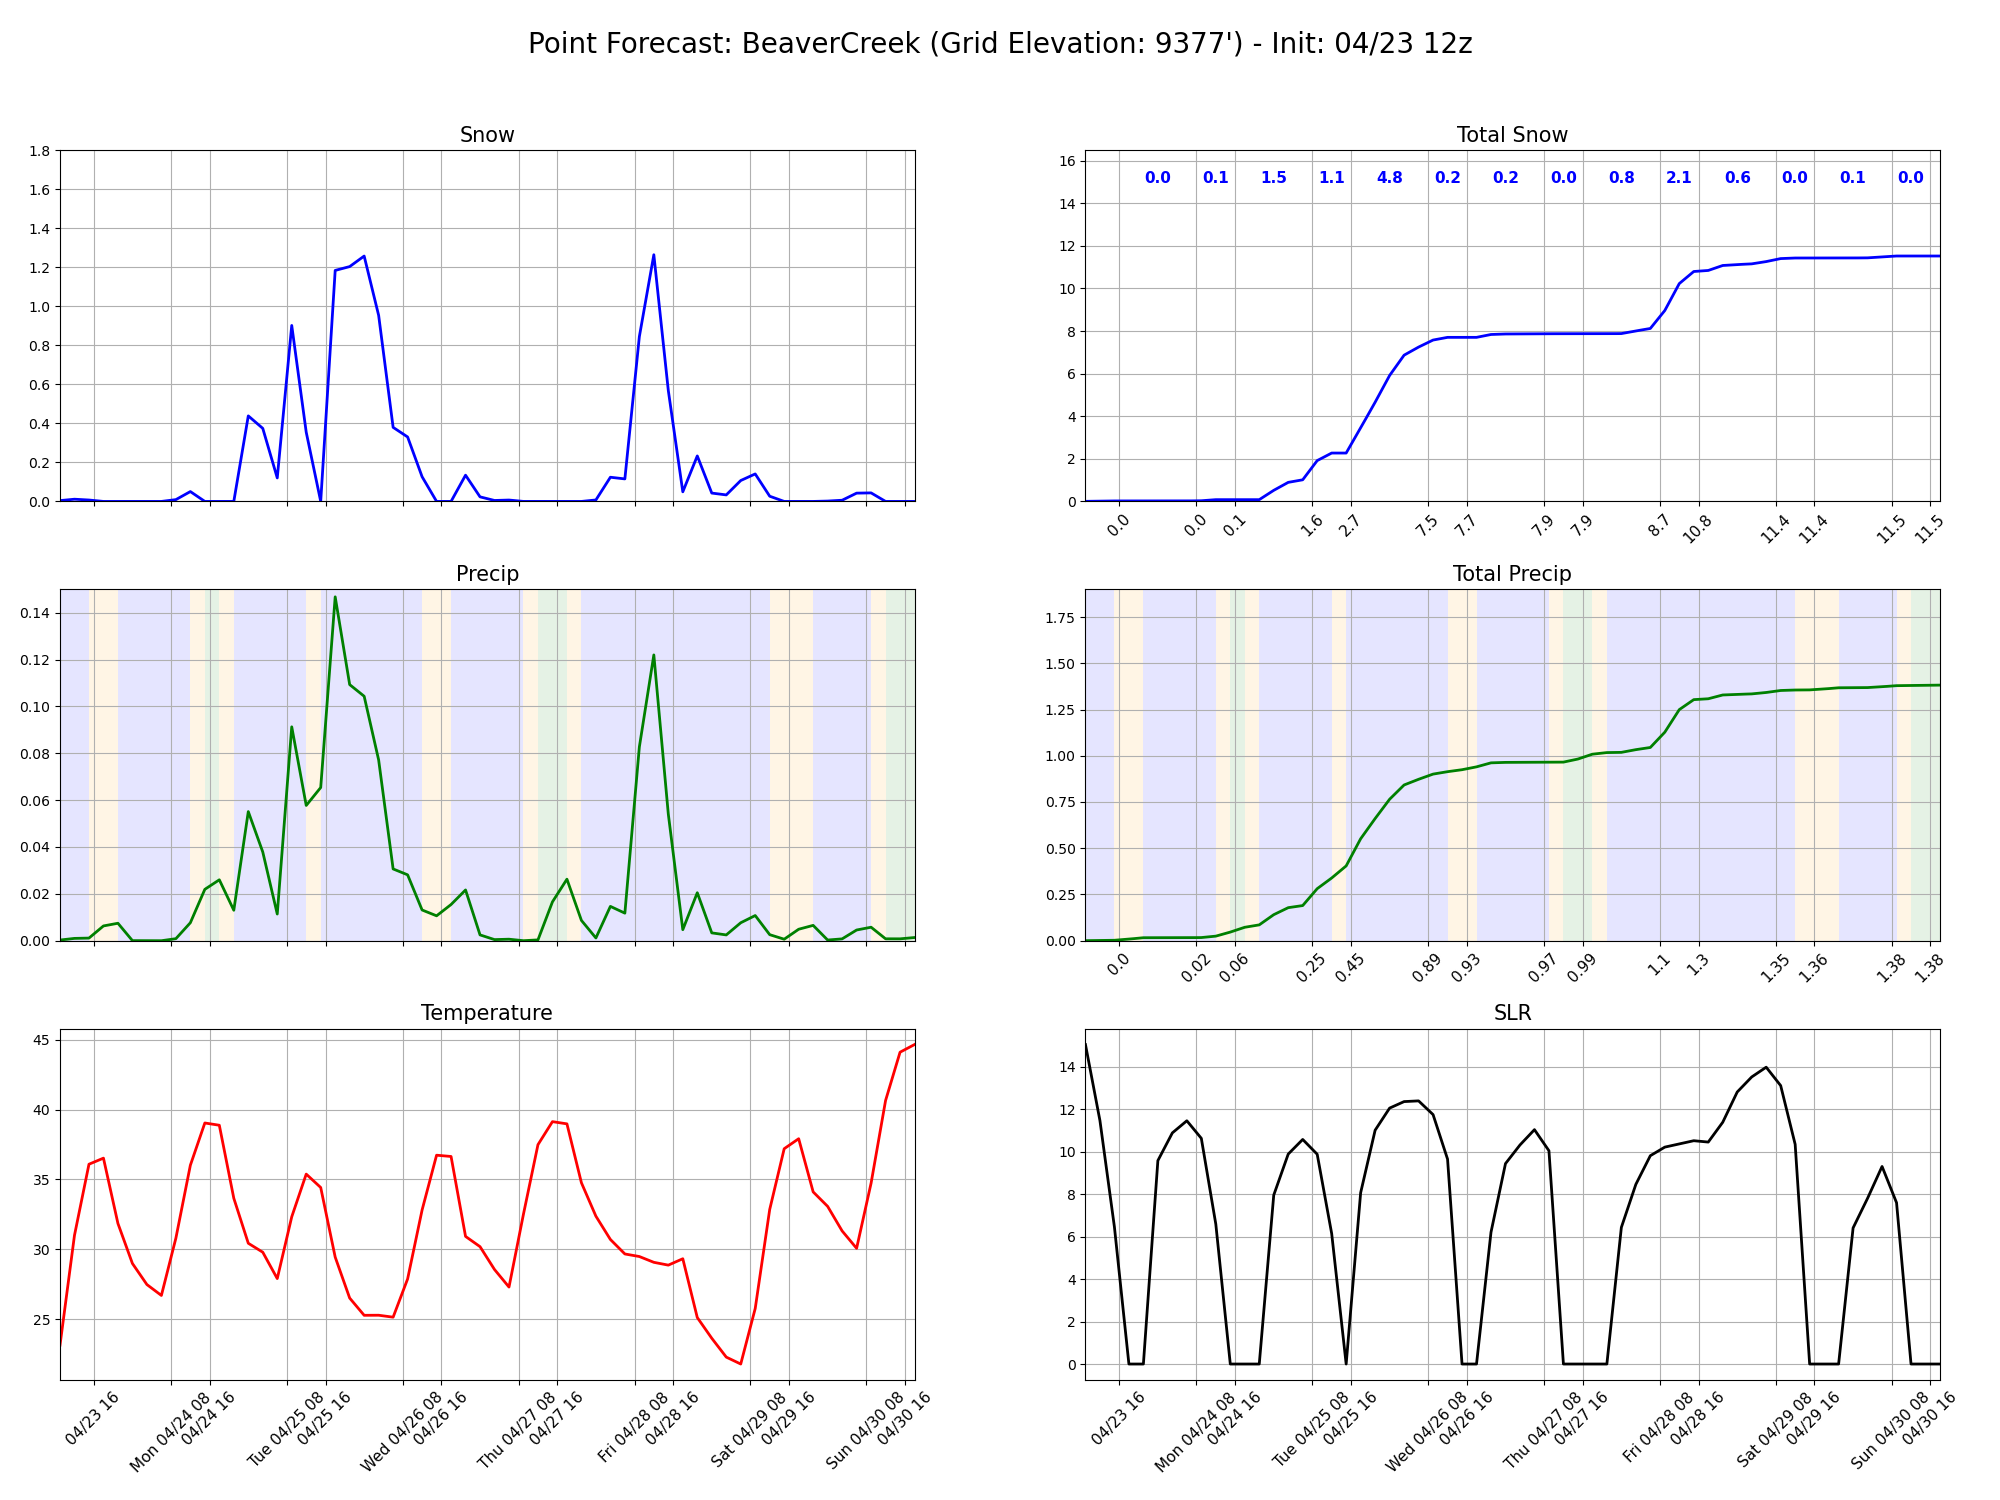 Point Forecast: BeaverCreek (Grid Elevation: 9377') - Init: 04/23 12z
Snow
1.8
1.6
1.4
1.2
1.0
0.8
0.6
0.4
0.2
0.0
Total Snow
16
14
12
10
8
6
4
2
0
0.0 0.1 1.5 1.1 4.8 0.2 0.2 0.0 0.8 2.1 0.6 0.0 0.1 0.0
0.0 0.0 0.1 1.6 2.7 7.5 7.7 7.9 7.9 8.7 10.8 11.4 11.4 11.5 11.5
Precip
0.14
0.12
0.10
0.08
0.06
0.04
0.02
0.00
Total Precip
1.75
1.50
1.25
1.00
0.75
0.50
0.25
0.00
0.0 0.02 0.06 0.25 0.45 0.89 0.93 0.97 0.99 1.1 1.3 1.35 1.36 1.38 1.38
Temperature
45
40
35
30
25
04/23 16
Mon 04/24 08
04/24 16
Tue 04/25 08
04/25 16
Wed 04/26 08
04/26 16
Thu 04/27 08
04/27 16
Fri 04/28 08
04/28 16
Sat 04/29 08
04/29 16
Sun 04/30 08
04/30 16
SLR
14
12
10
8
6
4
2
0
04/23 16
Mon 04/24 08
04/24 16
Tue 04/25 08
04/25 16
Wed 04/26 08
04/26 16
Thu 04/27 08
04/27 16
Fri 04/28 08
04/28 16
Sat 04/29 08
04/29 16
Sun 04/30 08
04/30 16